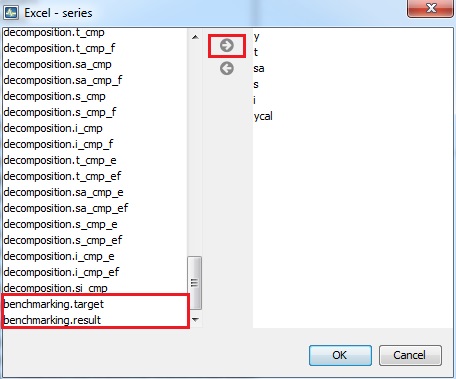 Excel - series
decomposition.t_cmp
decomposition.t_cmp_f
decomposition.sa_cmp
decomposition.sa_cmp_f
decomposition.s_cmp
decomposition.s_cmp_f
decomposition.i_cmp
decomposition.i_cmp_f
decomposition.t_cmp_e
decomposition.t_cmp_ef
decomposition.sa_cmp_e
decomposition.sa_cmp_ef
decomposition.s_cmp_e
decomposition.s_cmp_ef
decomposition.i_cmp_e
decomposition.i_cmp_ef
decomposition.si_cmp
benchmarking.target
benchmarking.result
y
t
sa
s
i
ycal
OK
Cancel